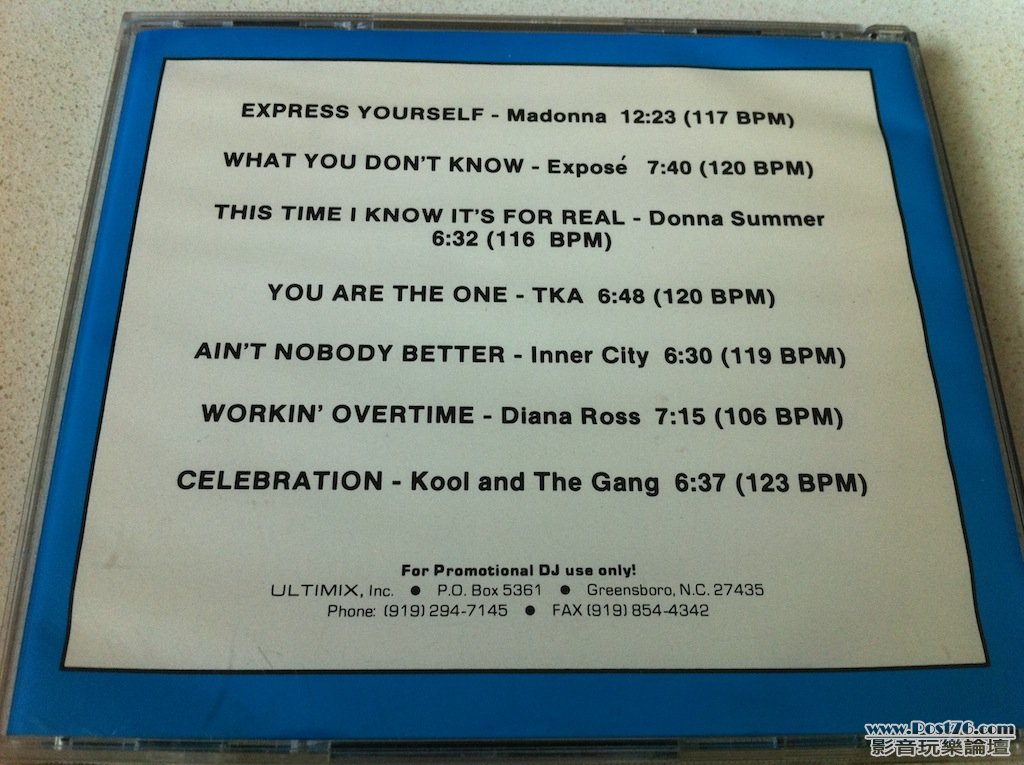 EXPRESS YOURSELF - Madonna 12:23 (117 BPM)
WHAT YOU DON'T KNOW - Exposé 7:40 (120 BPM)
THIS TIME I KNOW IT'S FOR REAL - Donna Summer
6:32 (116 BPM)
YOU ARE THE ONE - TKA 6:48 (120 BPM)
AIN'T NOBODY BETTER - Inner City 6:30 (119 BPM)
WORKIN' OVERTIME - Diana Ross 7:15 (106 BPM)
CELEBRATION - Kool and The Gang 6:37 (123 BPM)
For Promotional DJ use only!
ULTIMIX, Inc. ● P.O. Box 5361 ● Greensboro, N.C. 27435
Phone: (919) 294-7145 ● FAX (919) 854-4342
www.Post76.com
影音玩樂論壇